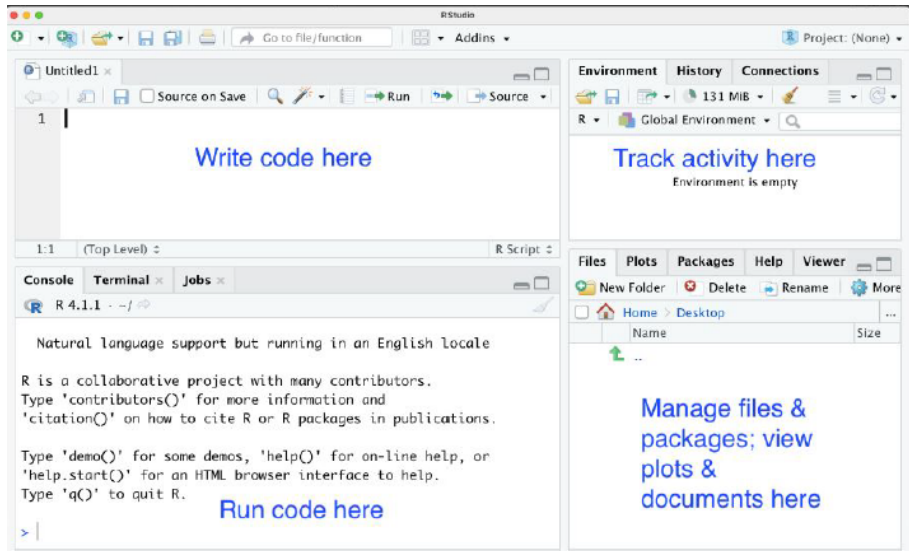 RStudio
Go to file/function
Addins
Project: (None)
Untitled1
Source on Save
Run
Source
1
Write code here
1:1
(Top Level)
R Script
Console
Terminal
Jobs
R 4.1.1 · ~/
Natural language support but running in an English locale
R is a collaborative project with many contributors.
Type 'contributors()' for more information and
'citation()' on how to cite R or R packages in publications.
Type 'demo()' for some demos, 'help()' for on-line help, or
'help.start()' for an HTML browser interface to help.
Type 'q()' to quit R.
Run code here
>
Environment
History
Connections
131 MiB
R
Global Environment
Track activity here
Environment is empty
Files
Plots
Packages
Help
Viewer
New Folder
Delete
Rename
More
Home > Desktop
...
Name
Size
..
Manage files &
packages; view
plots &
documents here